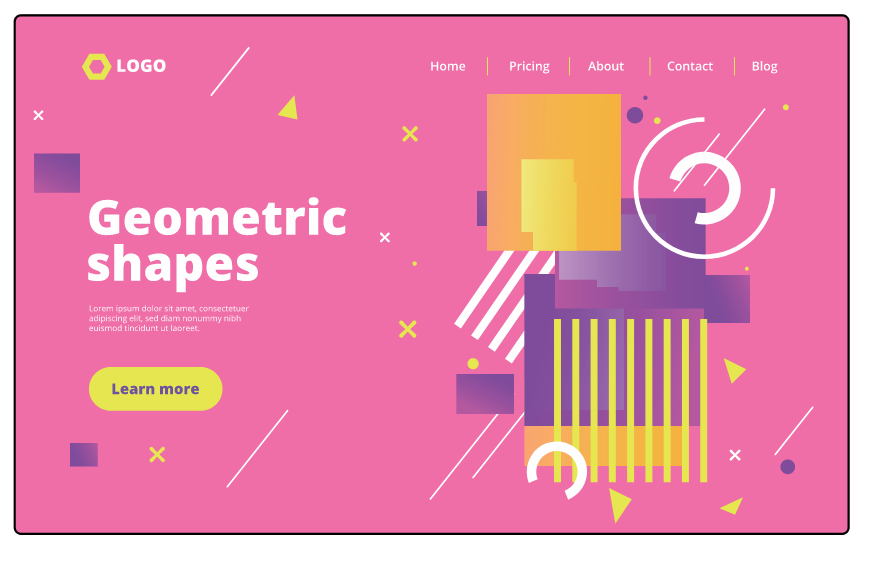 LOGO
Home
Pricing
About
Contact
Blog
Geometric
shapes
Lorem ipsum dolor sit amet, consectetuer
adipiscing elit, sed diam nonummy nibh
euismod tincidunt ut laoreet.
Learn more